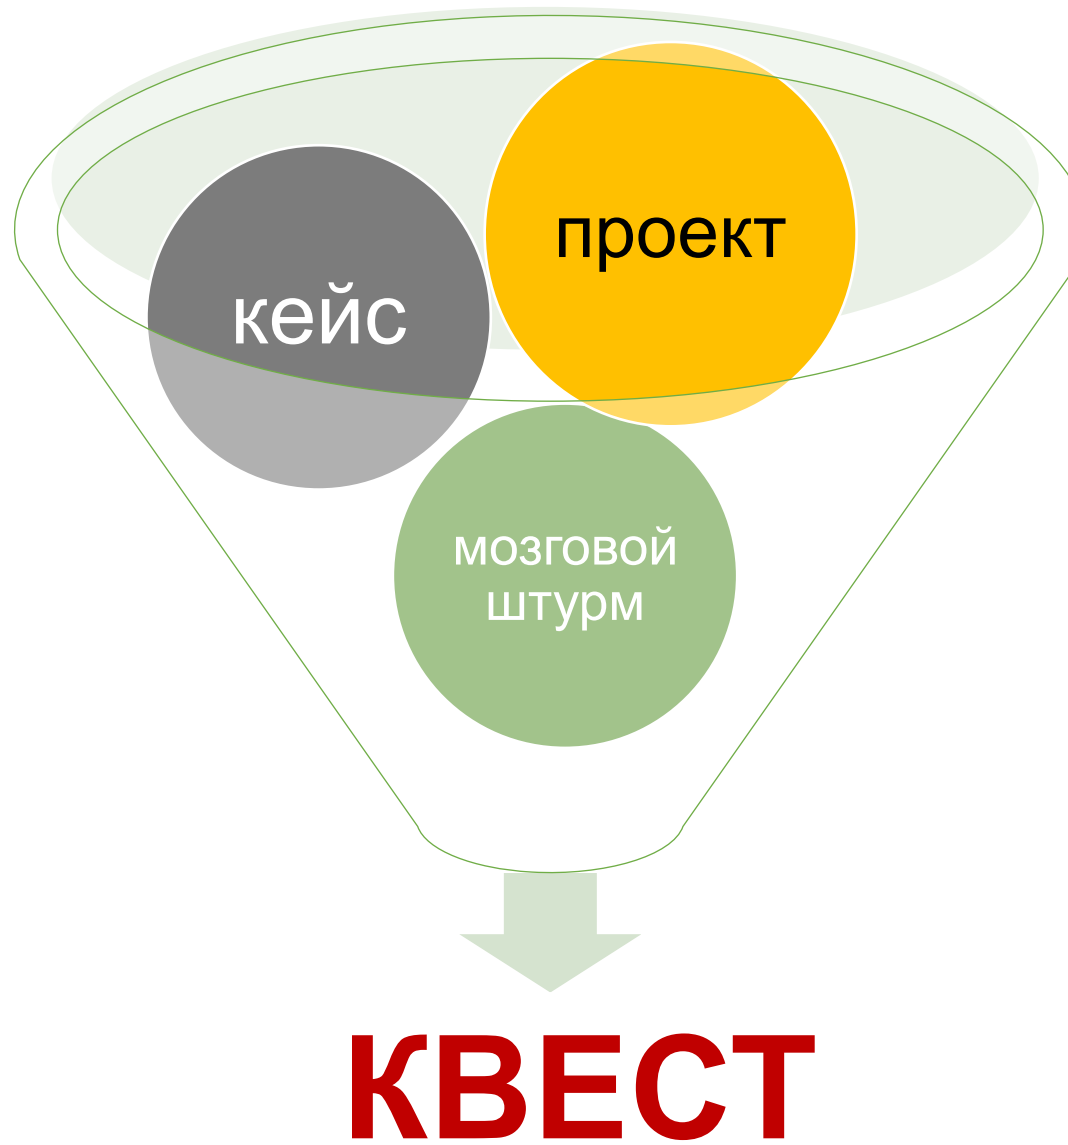 проект
кейс
мозговой
штурм
КВЕСТ